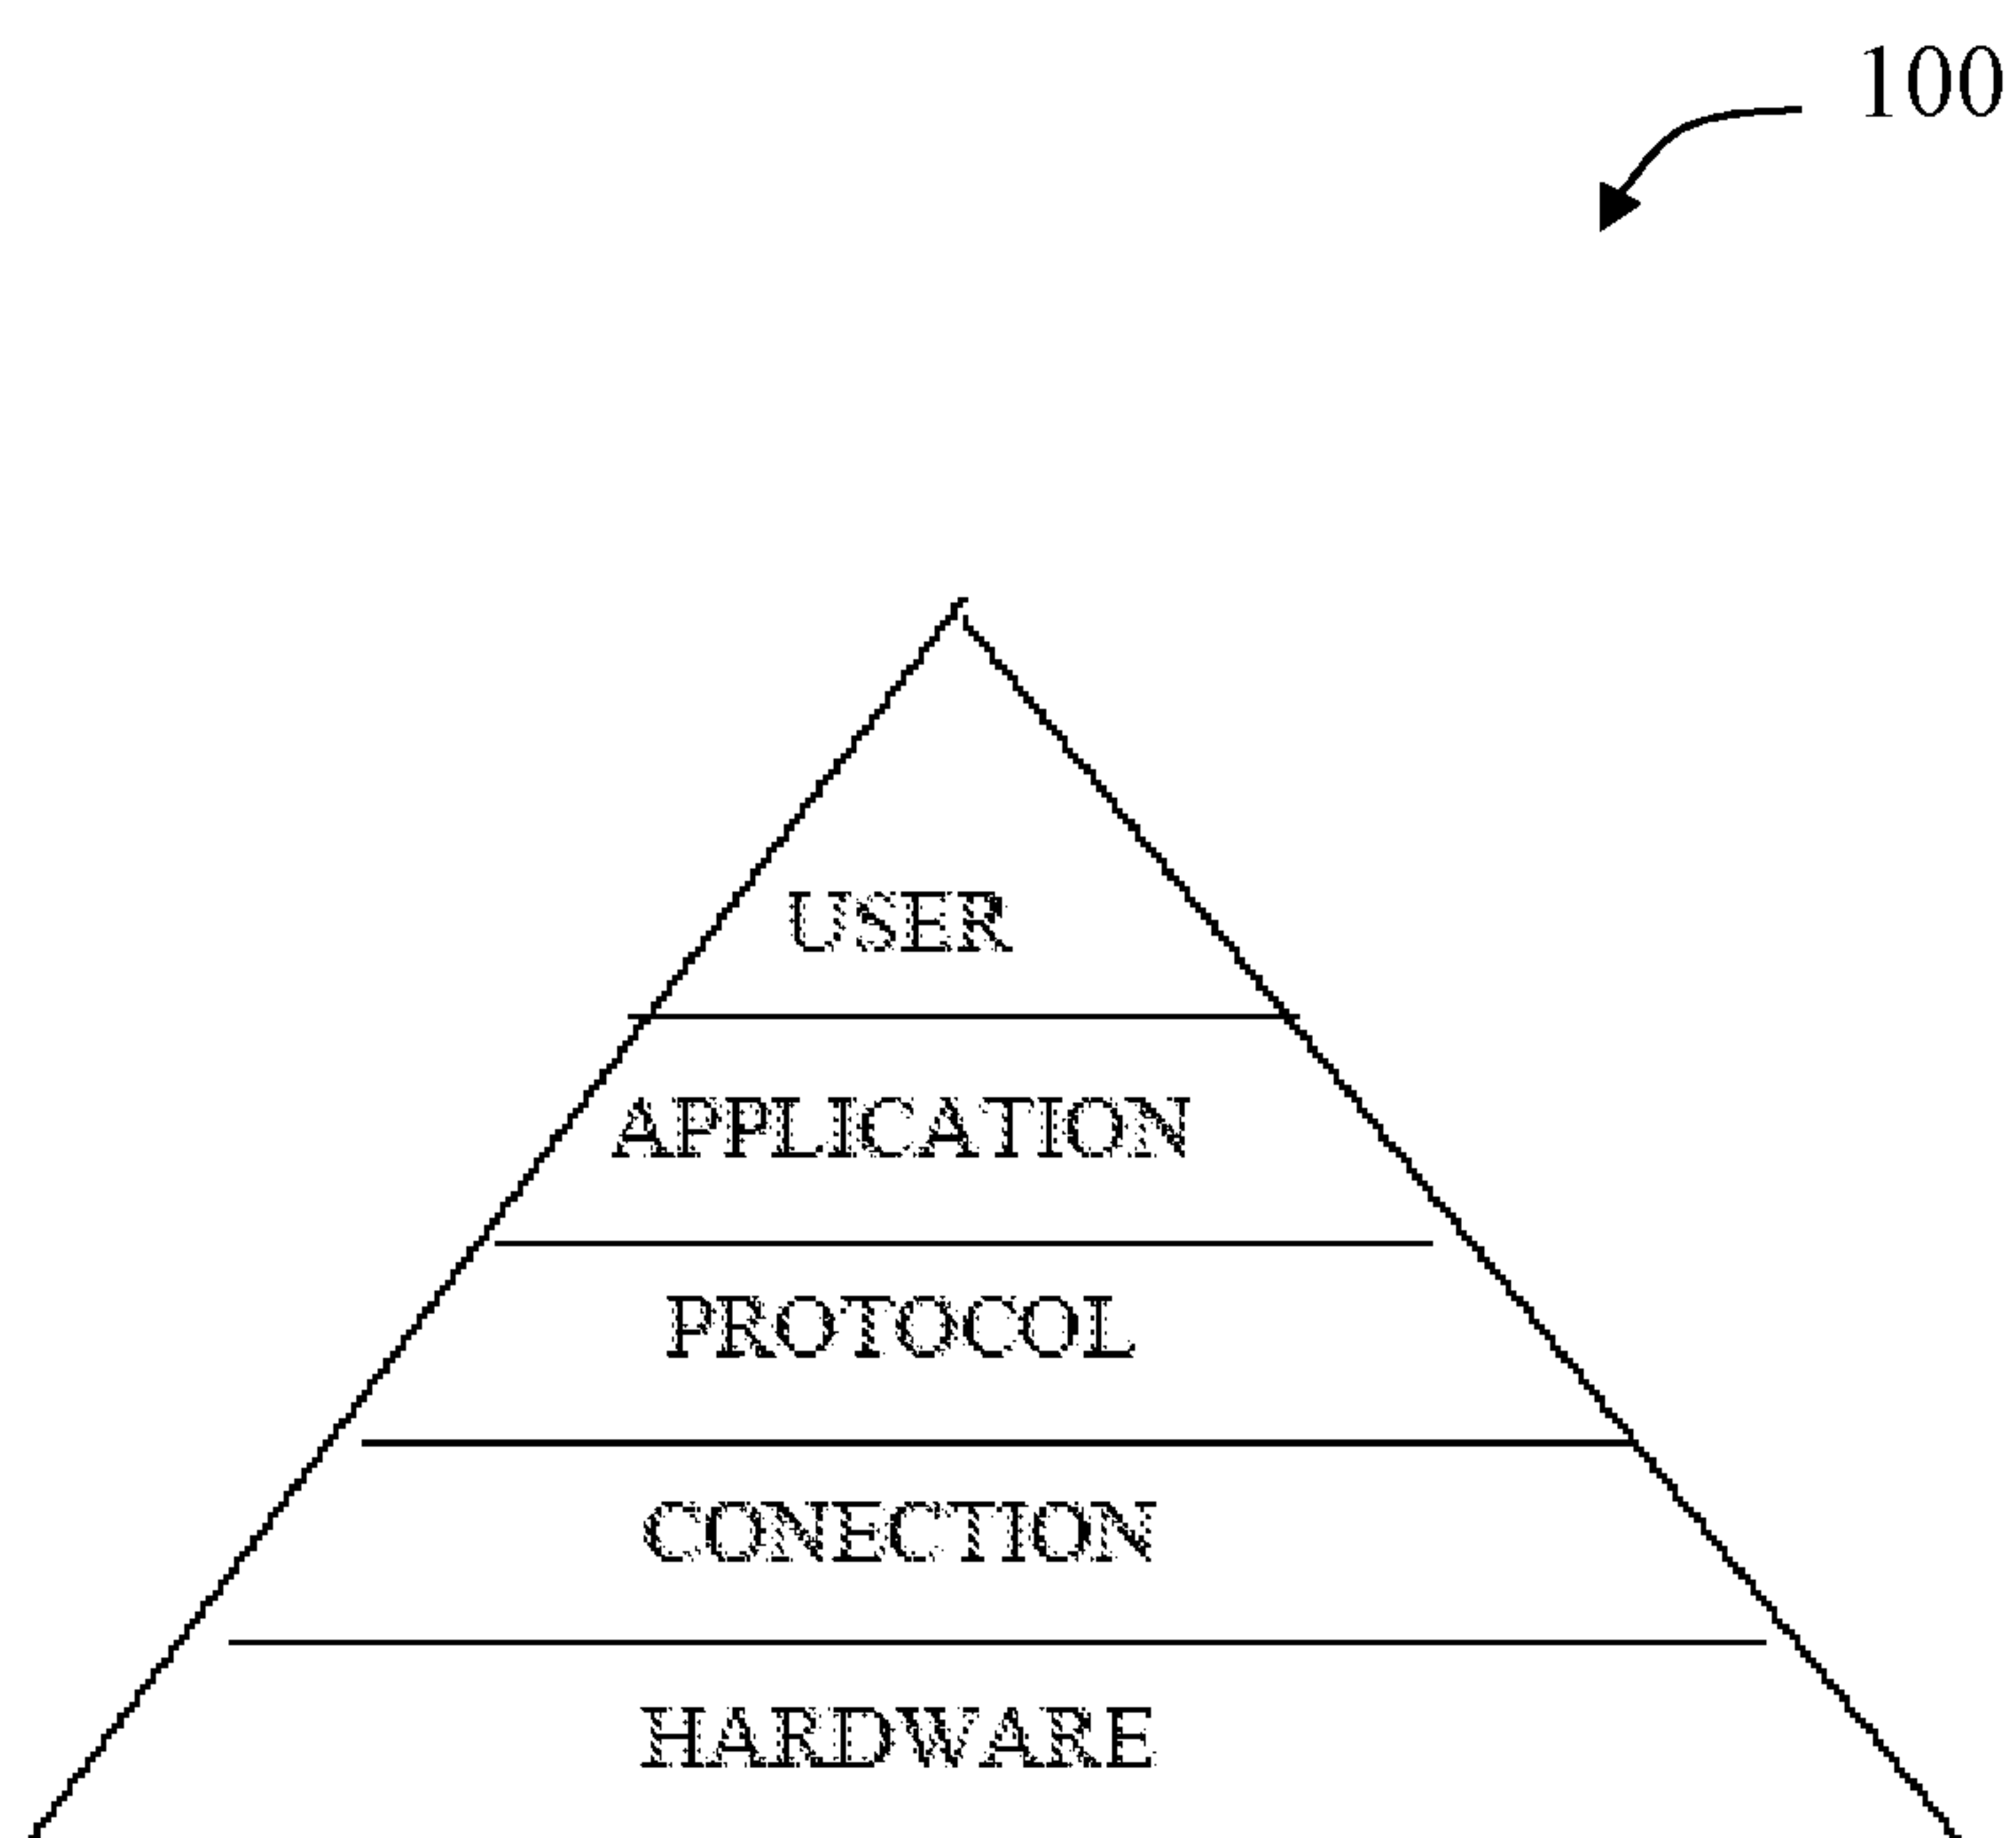 100
USER
APPLICATION
PROTOCOL
CONECTION
HARDWARE